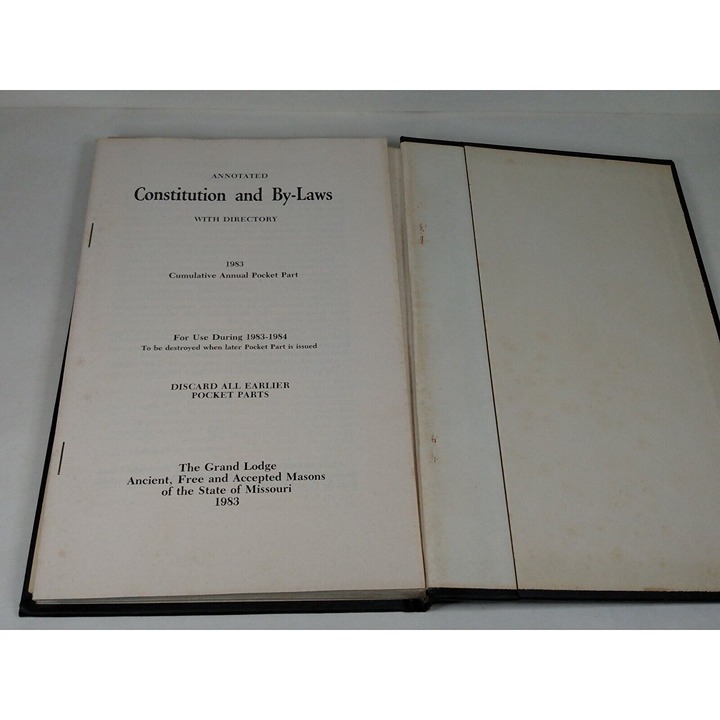 ANNOTATED
Constitution and By-Laws
WITH DIRECTORY
1983
Cumulative Annual Pocket Part
For Use During 1983-1984
To be destroyed when later Pocket Part is issued
DISCARD ALL EARLIER
POCKET PARTS
The Grand Lodge
Ancient, Free and Accepted Masons
of the State of Missouri
1983